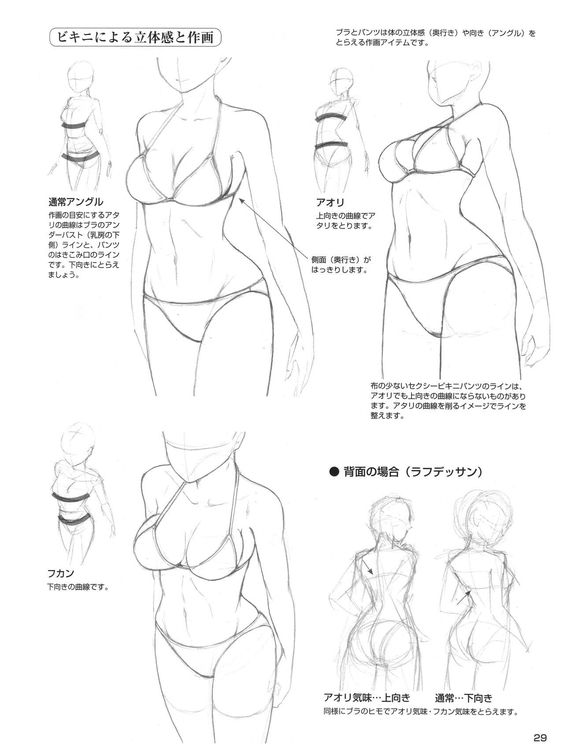 ビキニによる立体感と作画
ブラとパンツは体の立体感（奥行き）や向き（アングル）を
とらえる作画アイテムです。
通常アングル
作画の目安にするアタ
リの曲線はブラのアン
ダーバスト（乳房の下
側）ラインと、パンツ
のはきこみ口のライン
です。下向きにとらえ
ましょう。
側面（奥行き）が
はっきりします。
アオリ
上向きの曲線でア
タリをとります。
布の少ないセクシービキニパンツのラインは、
アオリでも上向きの曲線にならないものがあり
ます。アタリの曲線を削るイメージでラインを
整えます。
フカン
下向きの曲線です。
● 背面の場合（ラフデッサン）
アオリ気味…上向き
通常…下向き
同様にブラのヒモでアオリ気味・フカン気味をとらえます。
29